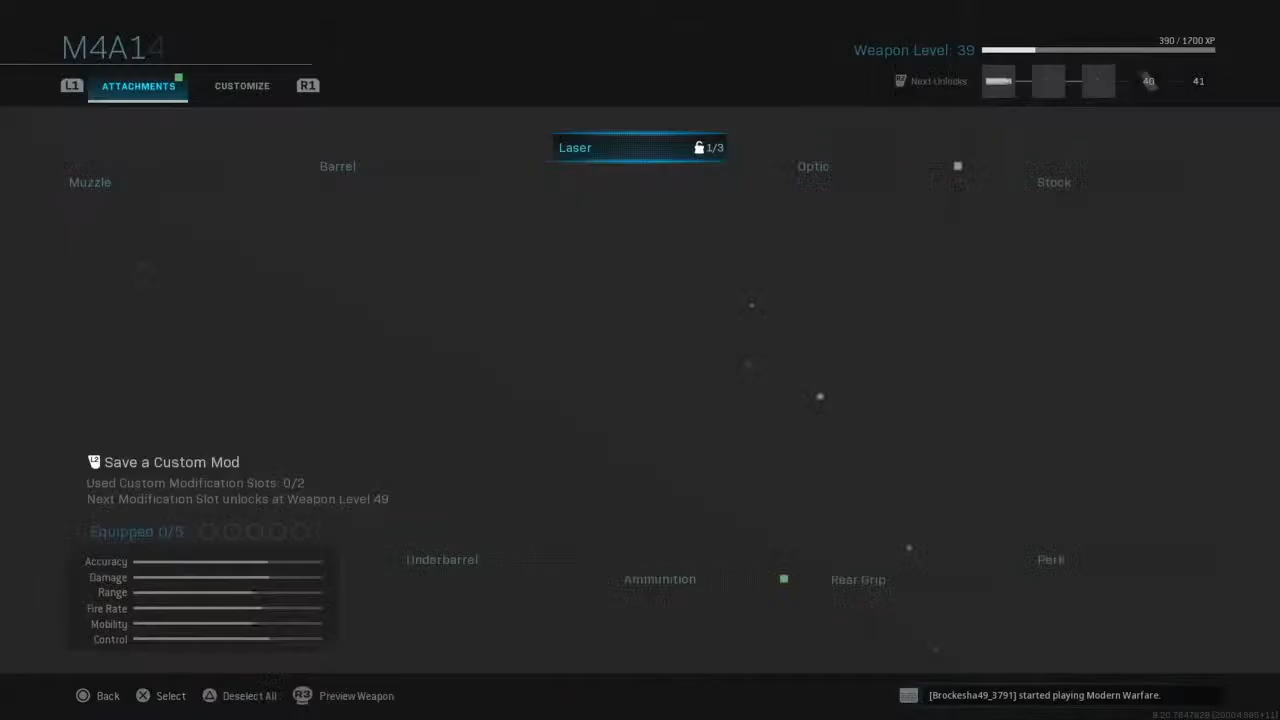 M4A1
Weapon Level: 39
390 / 1700 XP
L1
ATTACHMENTS
CUSTOMIZE
R1
Next Unlocks
40
41
Laser
1/3
Muzzle
Barrel
Optic
Stock
L2
Save a Custom Mod
Used Custom Modification Slots: 0/2
Next Modification Slot unlocks at Weapon Level 49
Equipped 0/5
Accuracy
Damage
Range
Fire Rate
Mobility
Control
Underbarrel
Ammunition
Rear Grip
Perk
Back
Select
Deselect All
R3
Preview Weapon
[Brockesha49_3791] started playing Modern Warfare.